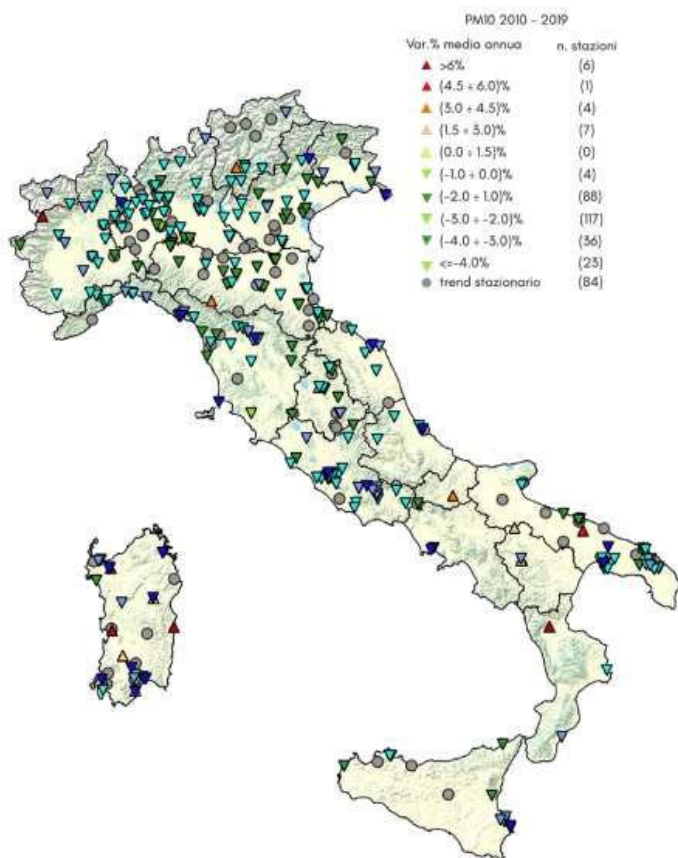 PM10 2010 - 2019
Var.% media annua n. stazioni
>6% (6)
(4.5 ÷ 6.0)% (1)
(3.0 ÷ 4.5)% (4)
(1.5 ÷ 3.0)% (7)
(0.0 ÷ 1.5)% (0)
(-1.0 ÷ 0.0)% (4)
(-2.0 ÷ 1.0)% (88)
(-3.0 ÷ -2.0)% (117)
(-4.0 ÷ -3.0)% (36)
<=-4.0% (23)
trend stazionario (84)